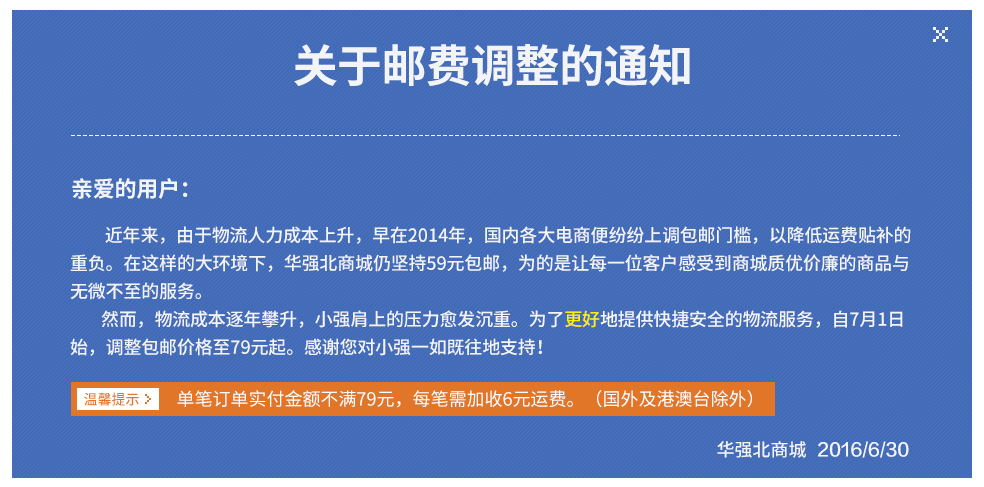 关于邮费调整的通知
亲爱的用户：
近年来，由于物流人力成本上升，早在2014年，国内各大电商便纷纷上调包邮门槛，以降低运费贴补的
重负。在这样的大环境下，华强北商城仍坚持59元包邮，为的是让每一位客户感受到商城质优价廉的商品与
无微不至的服务。
然而，物流成本逐年攀升，小强肩上的压力愈发沉重。为了更好地提供快捷安全的物流服务，自7月1日
始，调整包邮价格至79元起。感谢您对小强一如既往地支持！
温馨提示 单笔订单实付金额不满79元，每笔需加收6元运费。（国外及港澳台除外）
华强北商城 2016/6/30